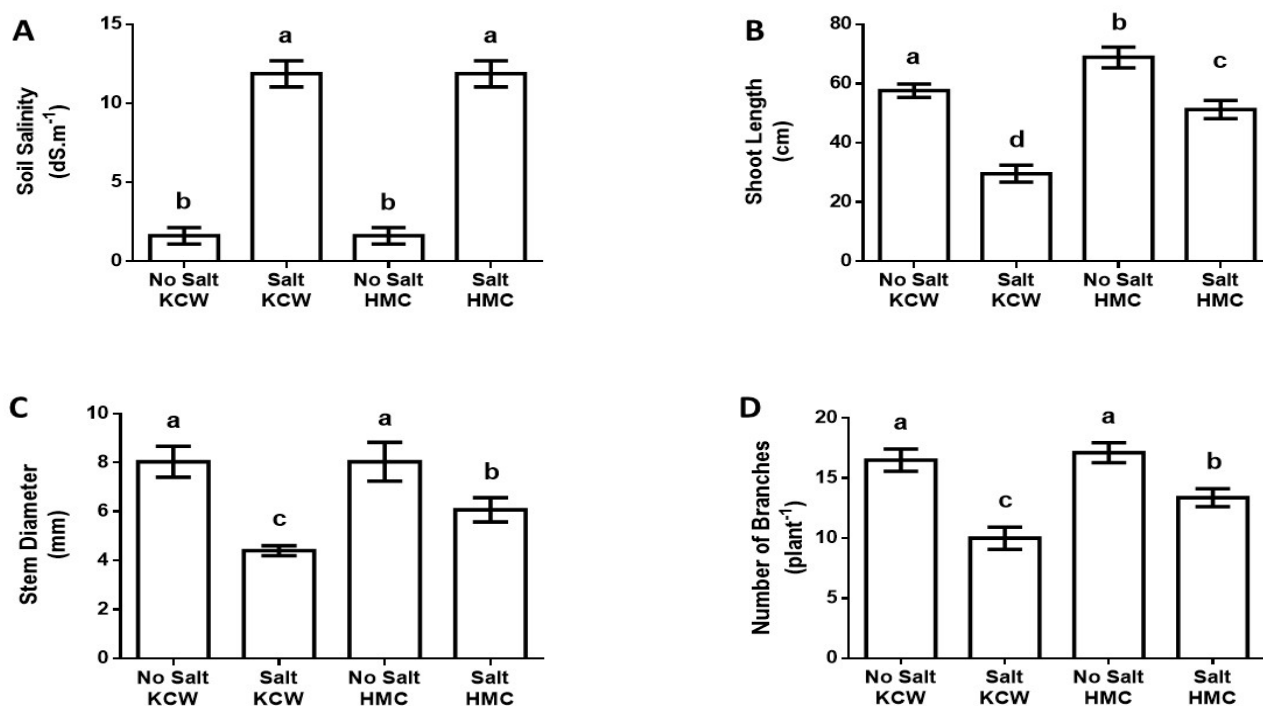 A
Soil Salinity
(dS.m⁻¹)
15
10
5
0
b
a
b
a
No Salt
KCW
Salt
KCW
No Salt
HMC
Salt
HMC
B
Shoot Length
(cm)
80
60
40
20
0
a
d
b
c
No Salt
KCW
Salt
KCW
No Salt
HMC
Salt
HMC
C
Stem Diameter
(mm)
10
8
6
4
2
0
a
c
a
b
No Salt
KCW
Salt
KCW
No Salt
HMC
Salt
HMC
D
Number of Branches
(plant⁻¹)
20
15
10
5
0
a
c
a
b
No Salt
KCW
Salt
KCW
No Salt
HMC
Salt
HMC